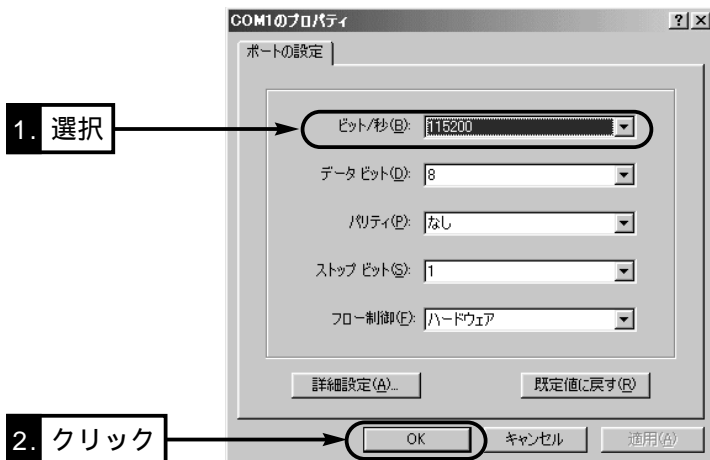 COM1のプロパティ
ポートの設定
1. 選択
ビット/秒(B): 115200
データ ビット(D): 8
パリティ(P): なし
ストップ ビット(S): 1
フロー制御(F): ハードウェア
詳細設定(A)... 既定値に戻す(R)
2. クリック
OK キャンセル 適用(A)